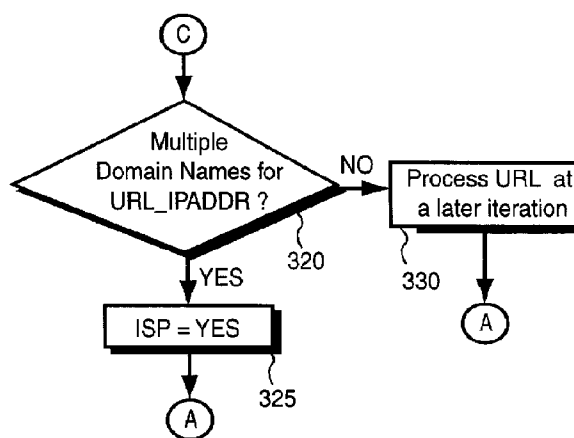 C
Multiple
Domain Names for
URL_IPADDR ?
NO
Process URL at
a later iteration
320
330
YES
ISP = YES
325
A
A